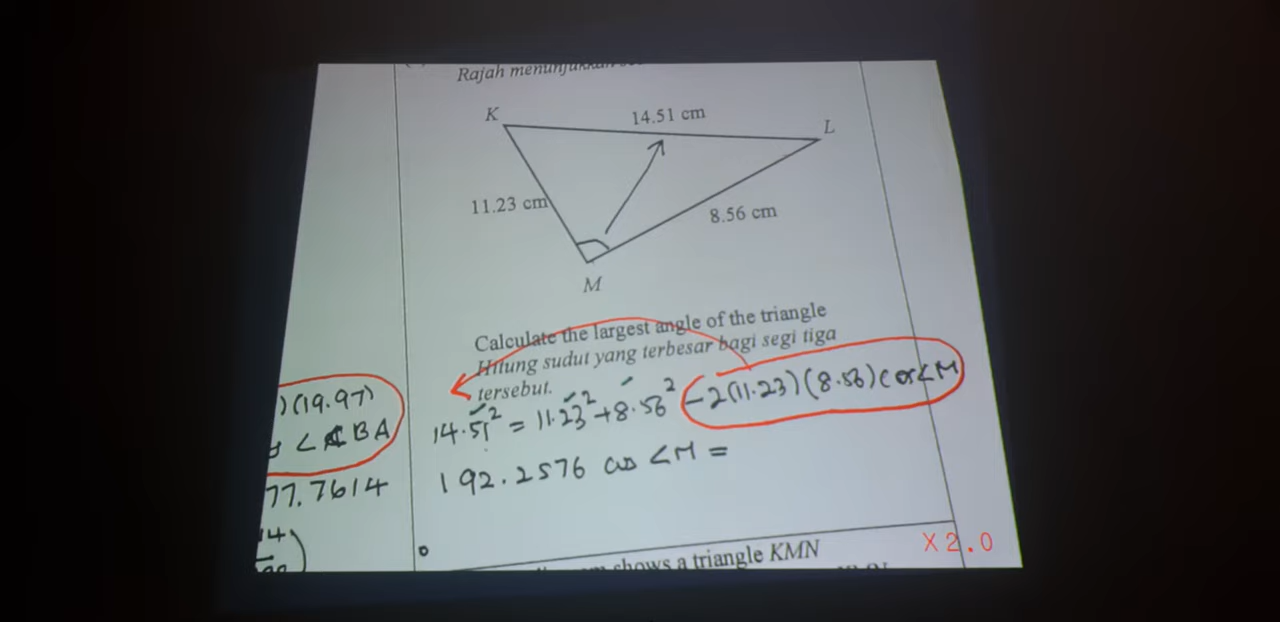 Rajah menunjukkan
K
14.51 cm
L
11.23 cm
8.56 cm
M
Calculate the largest angle of the triangle
Hitung sudut yang terbesar bagi segi tiga
tersebut.
14.51² = 11.23² + 8.56² - 2(11.23)(8.56) cos∠M
192.2576 cos ∠M =
)(19.97)
BA
77.7614
14
shows a triangle KMN
X2.0